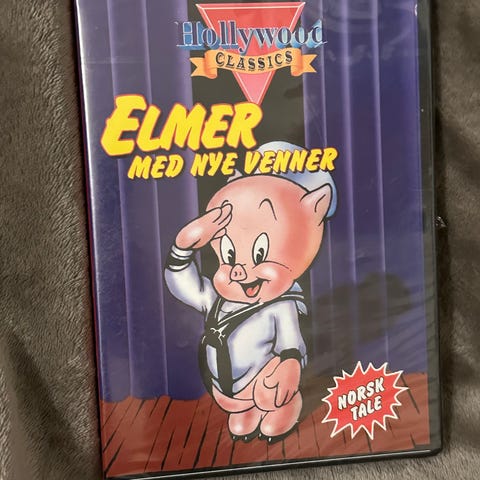 Hollywood
CLASSICS
ELMER
MED NYE VENNER
NORSK
TALE